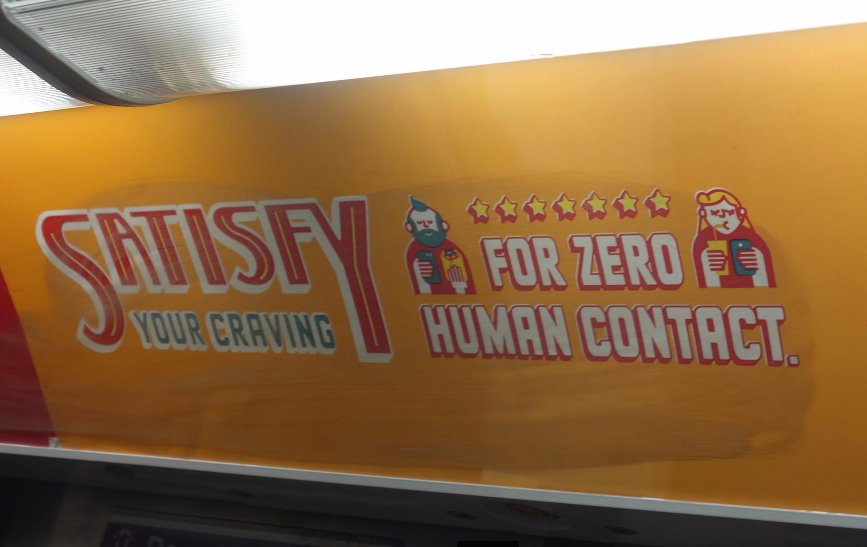 SATISFY
YOUR CRAVING
FOR ZERO
HUMAN CONTACT.